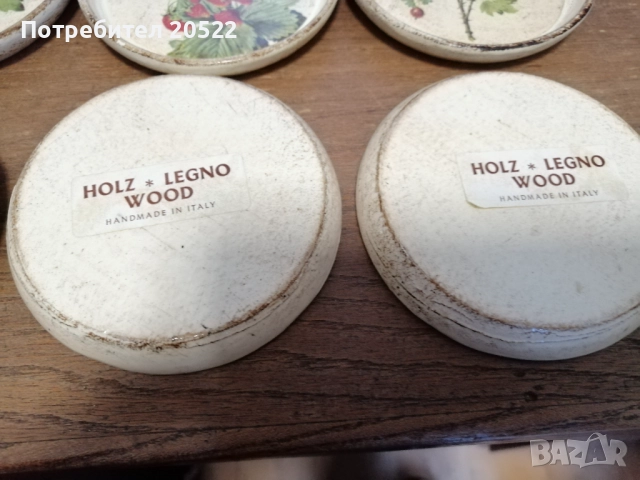 Потребител 20522
HOLZ * LEGNO
WOOD
HANDMADE IN ITALY
HOLZ * LEGNO
WOOD
HANDMADE IN ITALY
BAZAR